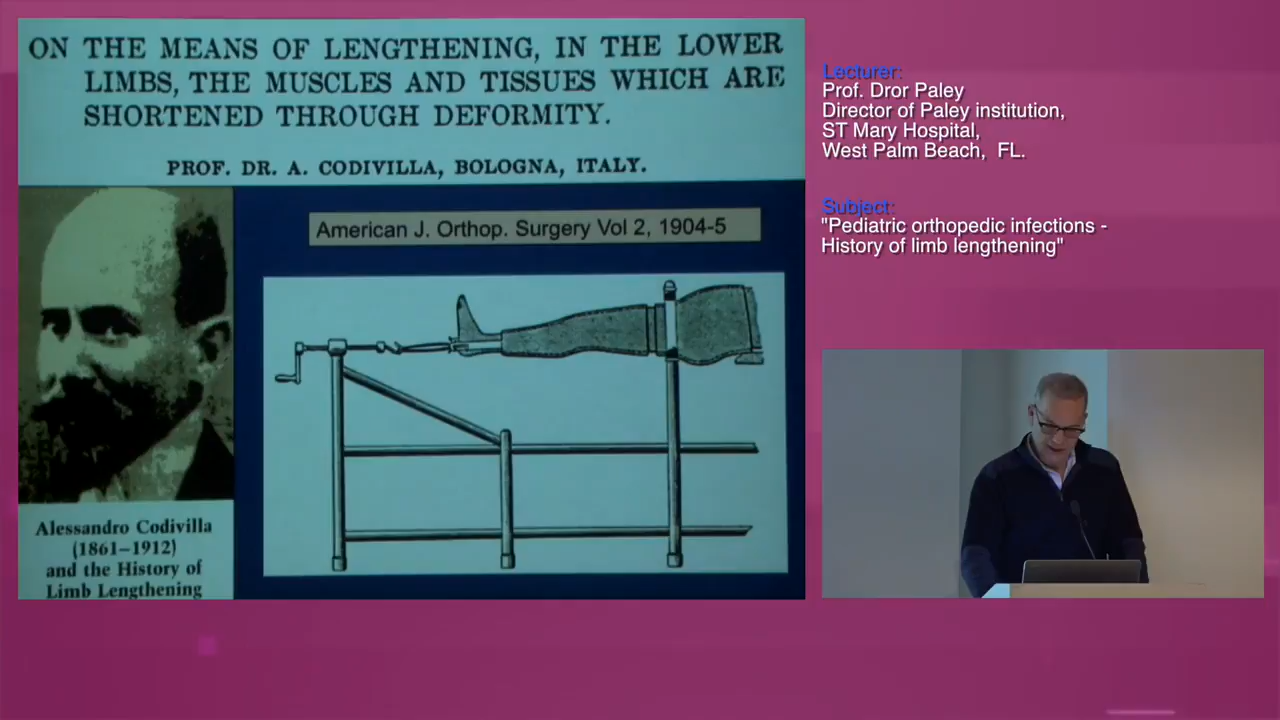 ON THE MEANS OF LENGTHENING, IN THE LOWER
LIMBS, THE MUSCLES AND TISSUES WHICH ARE
SHORTENED THROUGH DEFORMITY.
PROF. DR. A. CODIVILLA, BOLOGNA, ITALY.
American J. Orthop. Surgery Vol 2, 1904-5
Alessandro Codivilla
(1861–1912)
and the History of
Limb Lengthening
Lecturer:
Prof. Dror Paley
Director of Paley institution,
ST Mary Hospital,
West Palm Beach, FL.
Subject:
"Pediatric orthopedic infections -
History of limb lengthening"